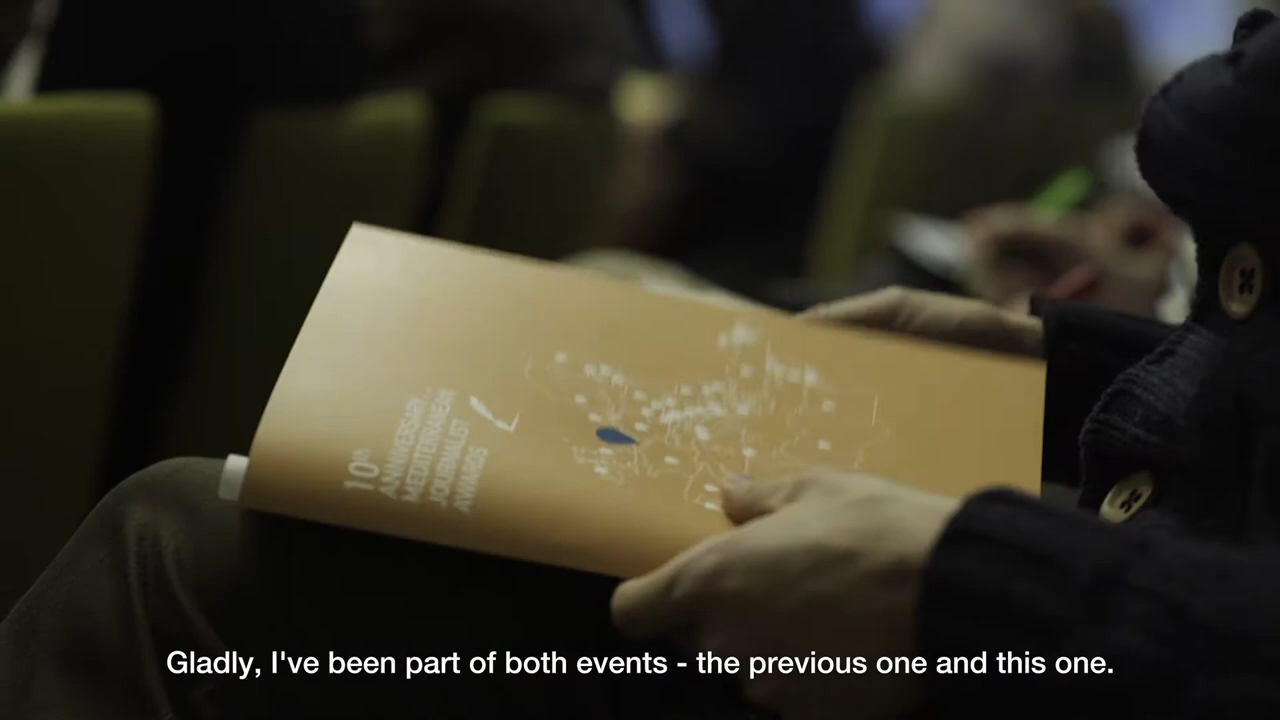 10th
ANNIVERSARY
MEDITERRANEAN
JOURNALIST
AWARDS
Gladly, I've been part of both events - the previous one and this one.